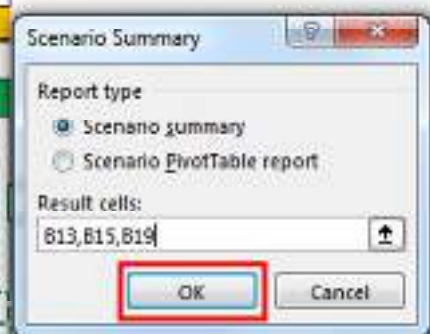 Scenario Summary
Report type
Scenario summary
Scenario PivotTable report
Result cells:
B13,B15,B19
OK
Cancel